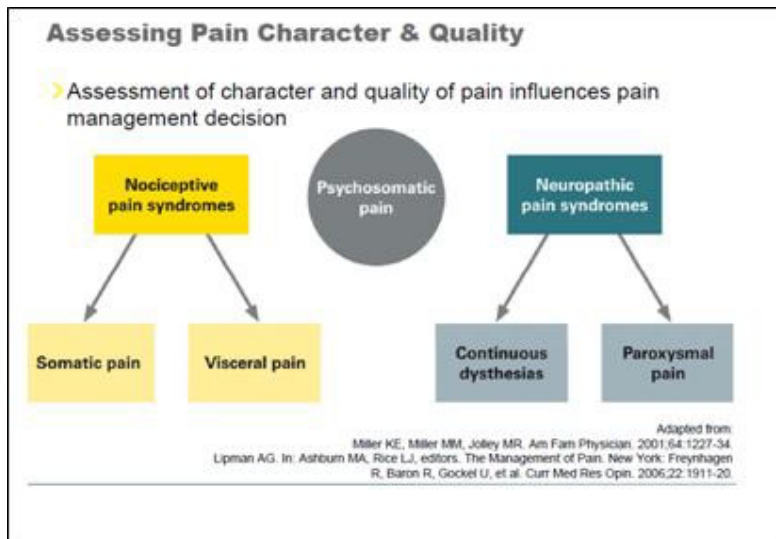 Assessing Pain Character & Quality
Assessment of character and quality of pain influences pain
management decision
Nociceptive
pain syndromes
Psychosomatic
pain
Neuropathic
pain syndromes
Somatic pain
Visceral pain
Continuous
dysthesias
Paroxysmal
pain
Adapted from:
Miller KE, Miller MM, Jolley MR. Am Fam Physician. 2001;64:1227-34.
Lipman AG. In: Ashburn MA, Rice LJ, editors. The Management of Pain. New York: Freynhagen
R, Baron R, Gockel U, et al. Curr Med Res Opin. 2006;22:1911-20.